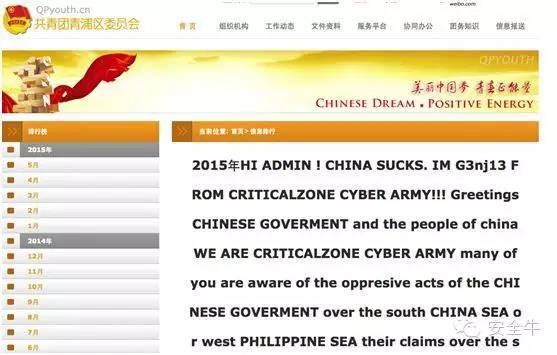 weibo.com
QPyouth.cn
共青团青浦区委员会
首 页 组织机构 工作动态 文件资料 服务平台 协同办公 团务知识 信息报送
QPYOUTH
美丽中国梦 青春正能量
CHINESE DREAM · POSITIVE ENERGY
排行榜
当前位置: 首页 > 信息排行
2015年
5月
4月
3月
2月
1月
2014年
12月
11月
10月
9月
8月
7月
6月
2015年HI ADMIN ! CHINA SUCKS. IM G3nj13 F
ROM CRITICALZONE CYBER ARMY!!! Greetings
CHINESE GOVERMENT and the people of china
WE ARE CRITICALZONE CYBER ARMY many of
you are aware of the oppresive acts of the CHI
NESE GOVERMENT over the south CHINA SEA o
r west PHILIPPINE SEA their claims over the s
安全牛